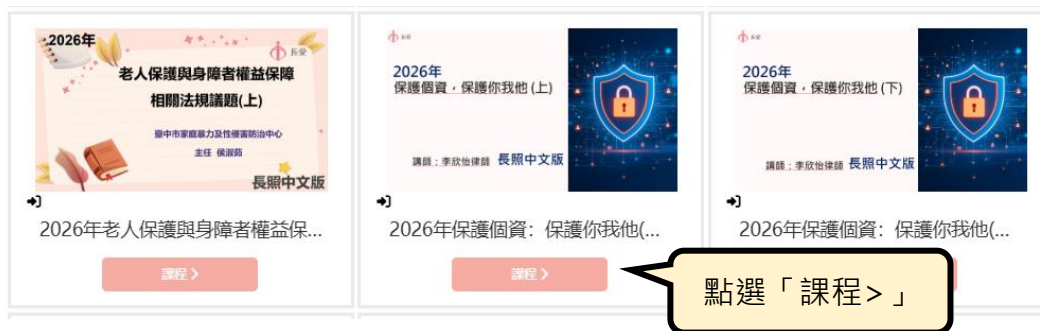 2026年
長愛
老人保護與身障者權益保障
相關法規議題(上)
臺中市家庭暴力及性侵害防治中心
主任 侯淑茹
長照中文版
2026年老人保護與身障者權益保...
課程 >
長愛
2026年
保護個資,保護你我他 (上)
講師:李欣怡律師 長照中文版
2026年保護個資:保護你我他(...
課程 >
長愛
2026年
保護個資,保護你我他 (下)
講師:李欣怡律師 長照中文版
2026年保護個資:保護你我他(...
點選「課程>」